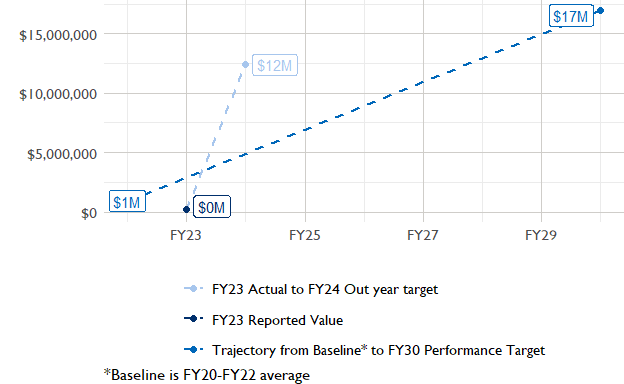 $17M
$15,000,000
$12M
$10,000,000
$5,000,000
$1M
$0M
$0
FY23 FY25 FY27 FY29
FY23 Actual to FY24 Out year target
FY23 Reported Value
Trajectory from Baseline* to FY30 Performance Target
*Baseline is FY20-FY22 average